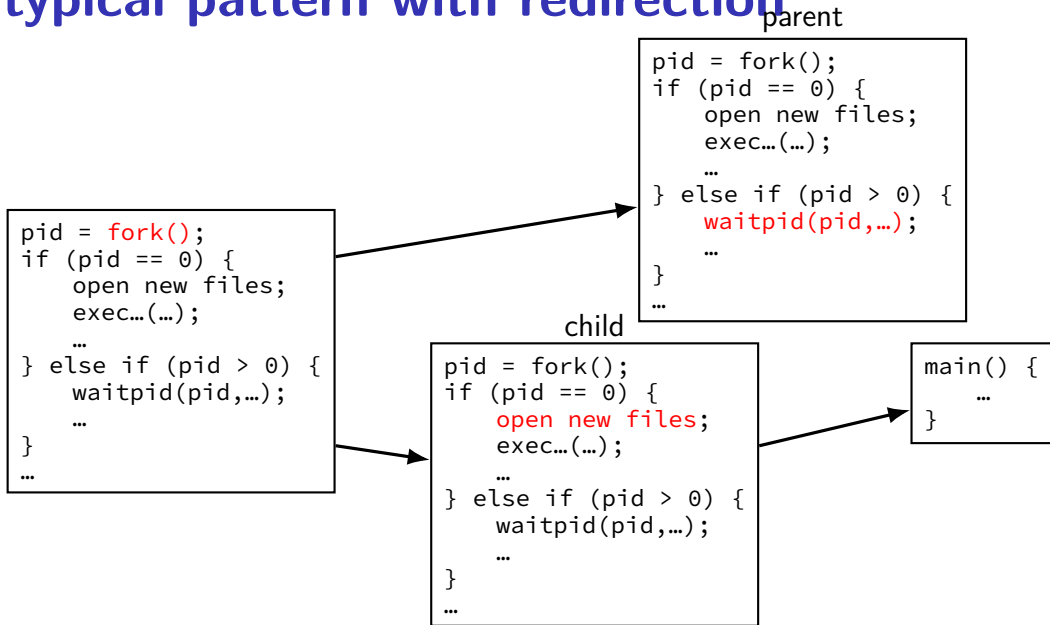 typical pattern with redirection
parent
pid = fork();
if (pid == 0) {
open new files;
exec…(…);
…
} else if (pid > 0) {
waitpid(pid,…);
…
}
…
pid = fork();
if (pid == 0) {
open new files;
exec…(…);
…
} else if (pid > 0) {
waitpid(pid,…);
…
}
…
child
pid = fork();
if (pid == 0) {
open new files;
exec…(…);
…
} else if (pid > 0) {
waitpid(pid,…);
…
}
…
main() {
…
}